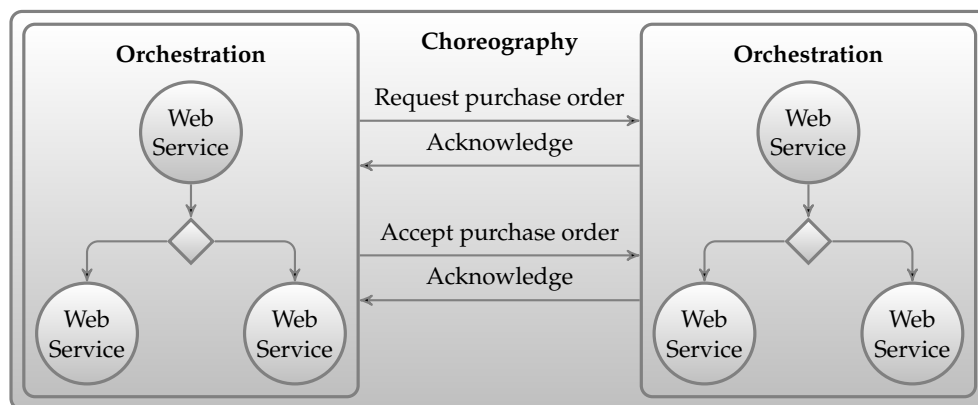 Orchestration
Web
Service
Web
Service
Web
Service
Choreography
Request purchase order
Acknowledge
Accept purchase order
Acknowledge
Orchestration
Web
Service
Web
Service
Web
Service